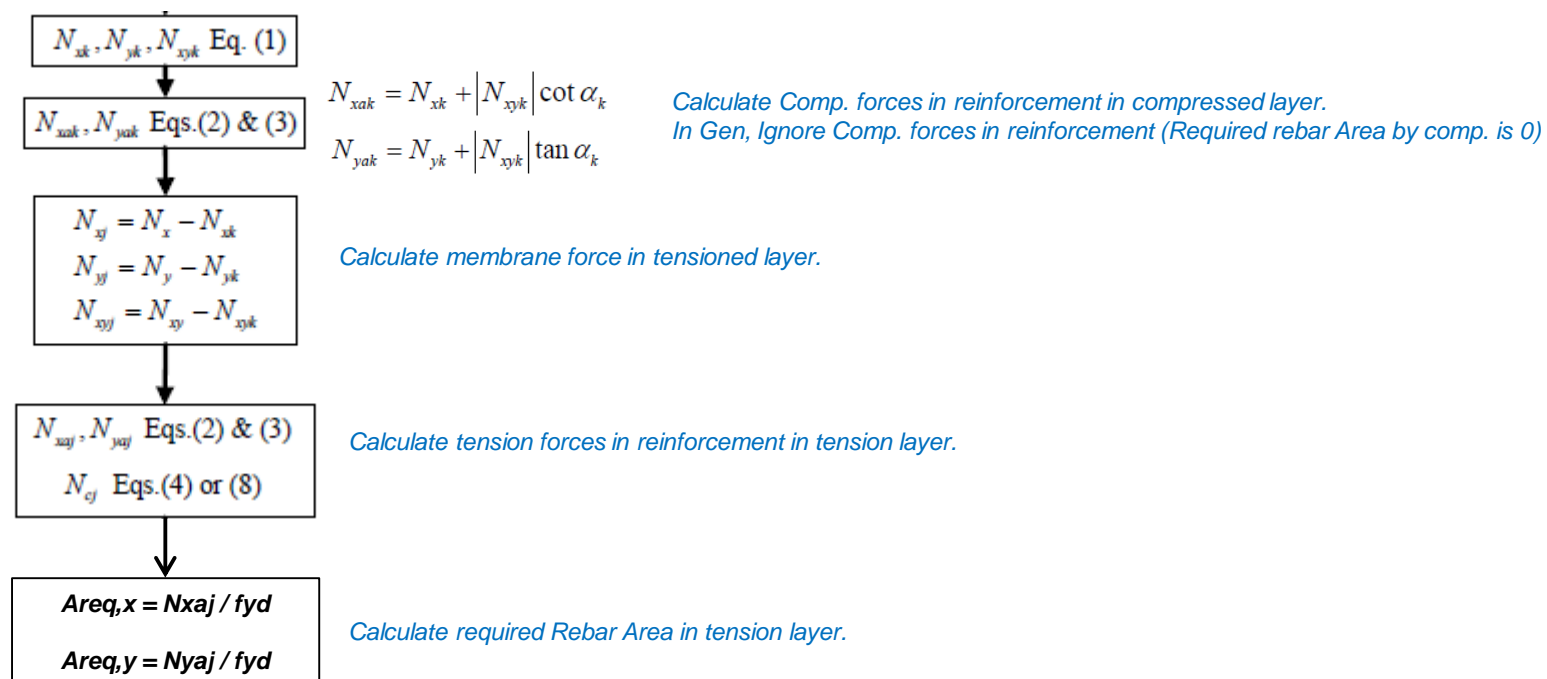 N_xk, N_yk, N_xyk Eq. (1)
N_xak, N_yak Eqs.(2) & (3)
N_xak = N_xk + |N_xyk| cot α_k
N_yak = N_yk + |N_xyk| tan α_k
Calculate Comp. forces in reinforcement in compressed layer.
In Gen, Ignore Comp. forces in reinforcement (Required rebar Area by comp. is 0)
N_xj = N_x − N_xk
N_yj = N_y − N_yk
N_xyj = N_xy − N_xyk
Calculate membrane force in tensioned layer.
N_xaj, N_yaj Eqs.(2) & (3)
N_cj Eqs.(4) or (8)
Calculate tension forces in reinforcement in tension layer.
Areq,x = Nxaj / fyd
Areq,y = Nyaj / fyd
Calculate required Rebar Area in tension layer.